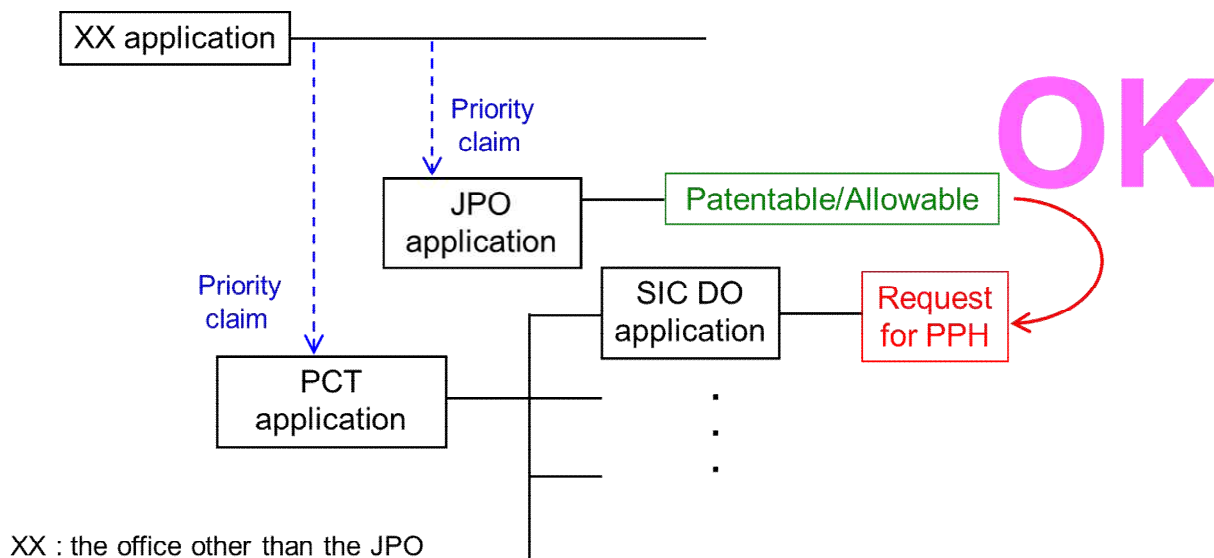 XX application
OK
Priority
claim
JPO
application
Patentable/Allowable
Priority
claim
SIC DO
application
Request
for PPH
PCT
application
XX : the office other than the JPO